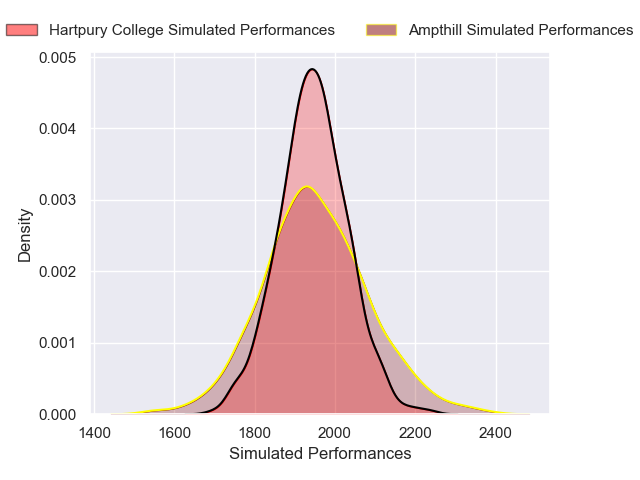 Hartpury College Simulated Performances
Ampthill Simulated Performances
0.005
0.004
0.003
0.002
0.001
0.000
Density
1400 1600 1800 2000 2200 2400
Simulated Performances